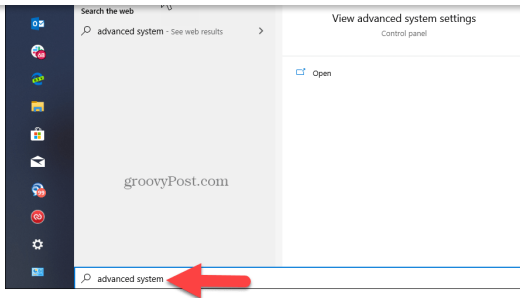 Search the web
advanced system - See web results
View advanced system settings
Control panel
Open
groovyPost.com
advanced system